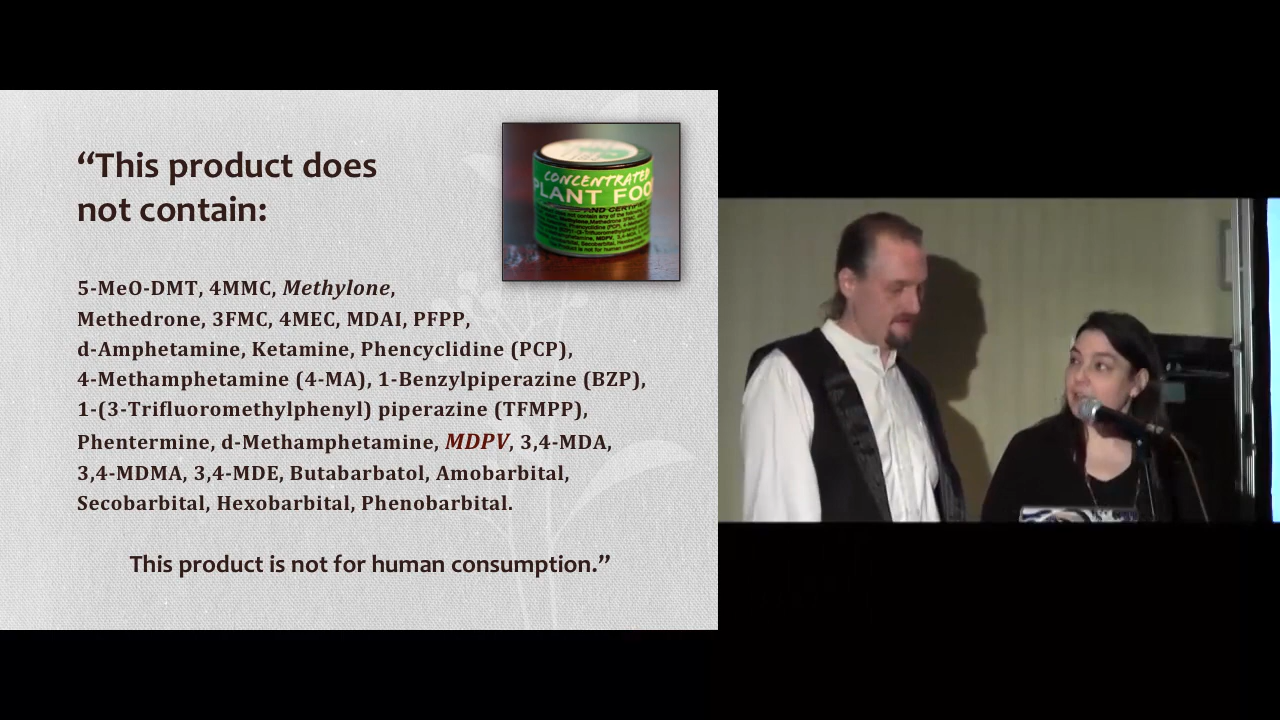 “This product does
not contain:
CONCENTRATED
PLANT FOO
5-MeO-DMT, 4MMC, Methylone,
Methedrone, 3FMC, 4MEC, MDAI, PFPP,
d-Amphetamine, Ketamine, Phencyclidine (PCP),
4-Methamphetamine (4-MA), 1-Benzylpiperazine (BZP),
1-(3-Trifluoromethylphenyl) piperazine (TFMPP),
Phentermine, d-Methamphetamine, MDPV, 3,4-MDA,
3,4-MDMA, 3,4-MDE, Butabarbatol, Amobarbital,
Secobarbital, Hexobarbital, Phenobarbital.
This product is not for human consumption.”